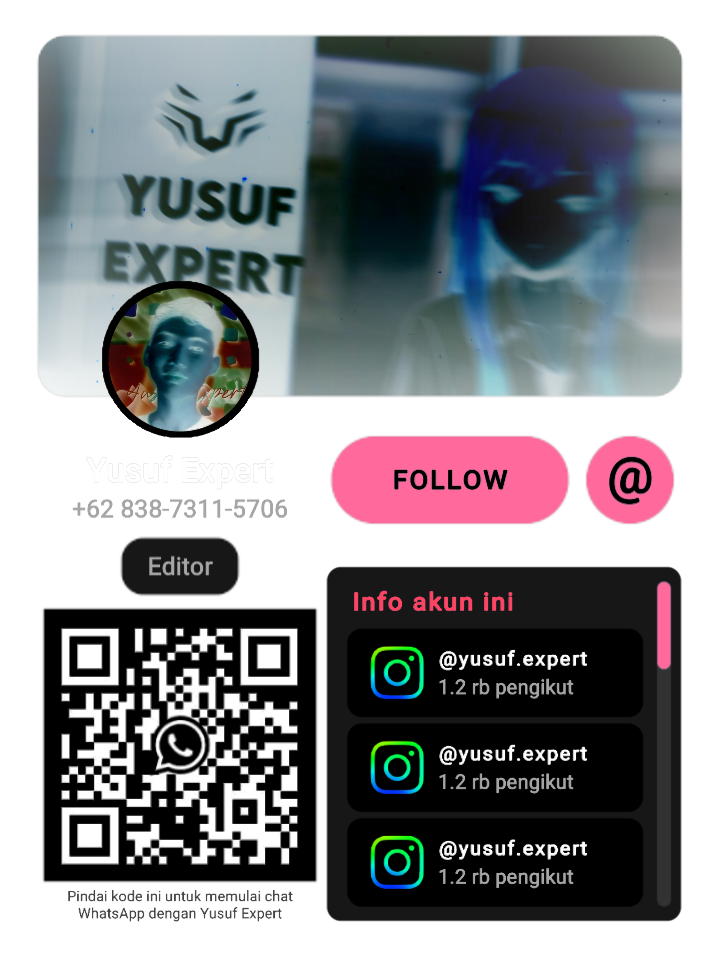 YUSUF
EXPERT
Yusuf Expert
+62 838-7311-5706
Editor
FOLLOW
@
Pindai kode ini untuk memulai chat
WhatsApp dengan Yusuf Expert
Info akun ini
@yusuf.expert
1.2 rb pengikut
@yusuf.expert
1.2 rb pengikut
@yusuf.expert
1.2 rb pengikut